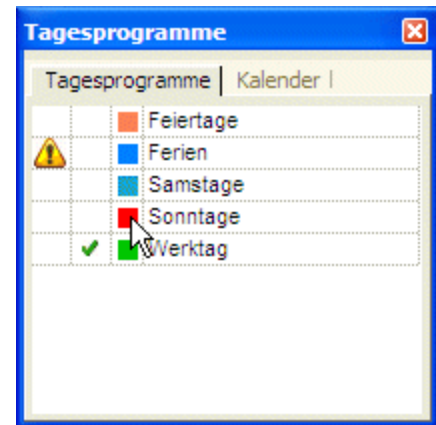 Tagesprogramme
Tagesprogramme Kalender
Feiertage
Ferien
Samstage
Sonntage
Werktag